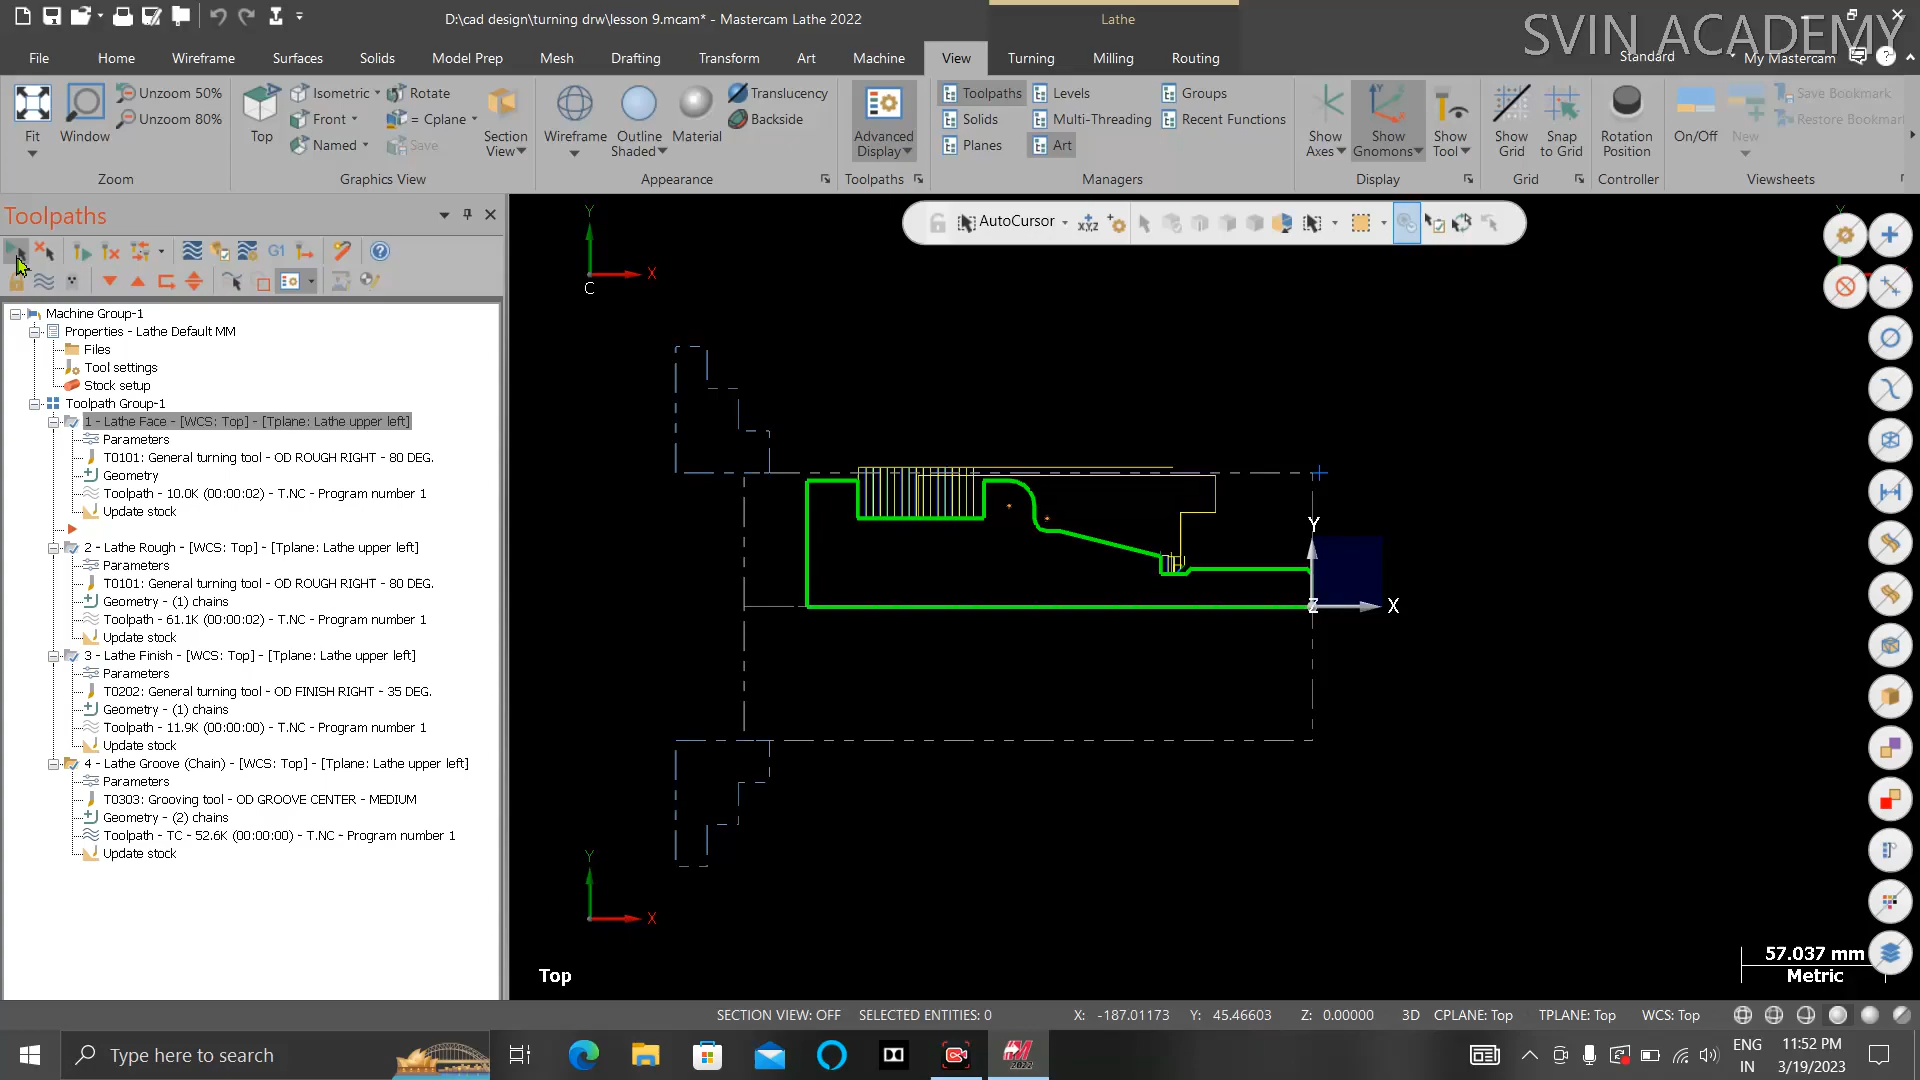 D:\cad design\turning drw\lesson 9.mcam* - Mastercam Lathe 2022
Lathe
SVIN ACADEMY
File Home Wireframe Surfaces Solids Model Prep Mesh Drafting Transform Art Machine View Turning Milling Routing
Standard My Mastercam
Fit
Window
Unzoom 50%
Unzoom 80%
Zoom
Top
Isometric
Front
Named
Rotate
= Cplane
Save
Section View
Graphics View
Wireframe
Outline Shaded
Material
Translucency
Backside
Appearance
Advanced Display
Toolpaths
Toolpaths
Solids
Planes
Levels
Multi-Threading
Art
Groups
Recent Functions
Managers
Show Axes
Show Gnomons
Show Tool
Display
Show Grid
Snap to Grid
Grid
Rotation Position
Controller
On/Off
New
Save Bookmark
Restore Bookmar
Viewsheets
Toolpaths
G1
AutoCursor
Machine Group-1
Properties - Lathe Default MM
Files
Tool settings
Stock setup
Toolpath Group-1
1 - Lathe Face - [WCS: Top] - [Tplane: Lathe upper left]
Parameters
T0101: General turning tool - OD ROUGH RIGHT - 80 DEG.
Geometry
Toolpath - 10.0K (00:00:02) - T.NC - Program number 1
Update stock
2 - Lathe Rough - [WCS: Top] - [Tplane: Lathe upper left]
Parameters
T0101: General turning tool - OD ROUGH RIGHT - 80 DEG.
Geometry - (1) chains
Toolpath - 61.1K (00:00:02) - T.NC - Program number 1
Update stock
3 - Lathe Finish - [WCS: Top] - [Tplane: Lathe upper left]
Parameters
T0202: General turning tool - OD FINISH RIGHT - 35 DEG.
Geometry - (1) chains
Toolpath - 11.9K (00:00:00) - T.NC - Program number 1
Update stock
4 - Lathe Groove (Chain) - [WCS: Top] - [Tplane: Lathe upper left]
Parameters
T0303: Grooving tool - OD GROOVE CENTER - MEDIUM
Geometry - (2) chains
Toolpath - TC - 52.6K (00:00:00) - T.NC - Program number 1
Update stock
Y
X
C
Y
Y
Z
X
Y
X
Top
57.037 mm
Metric
SECTION VIEW: OFF SELECTED ENTITIES: 0 X: -187.01173 Y: 45.46603 Z: 0.00000 3D CPLANE: Top TPLANE: Top WCS: Top
Type here to search
2022
ENG
IN
11:52 PM
3/19/2023